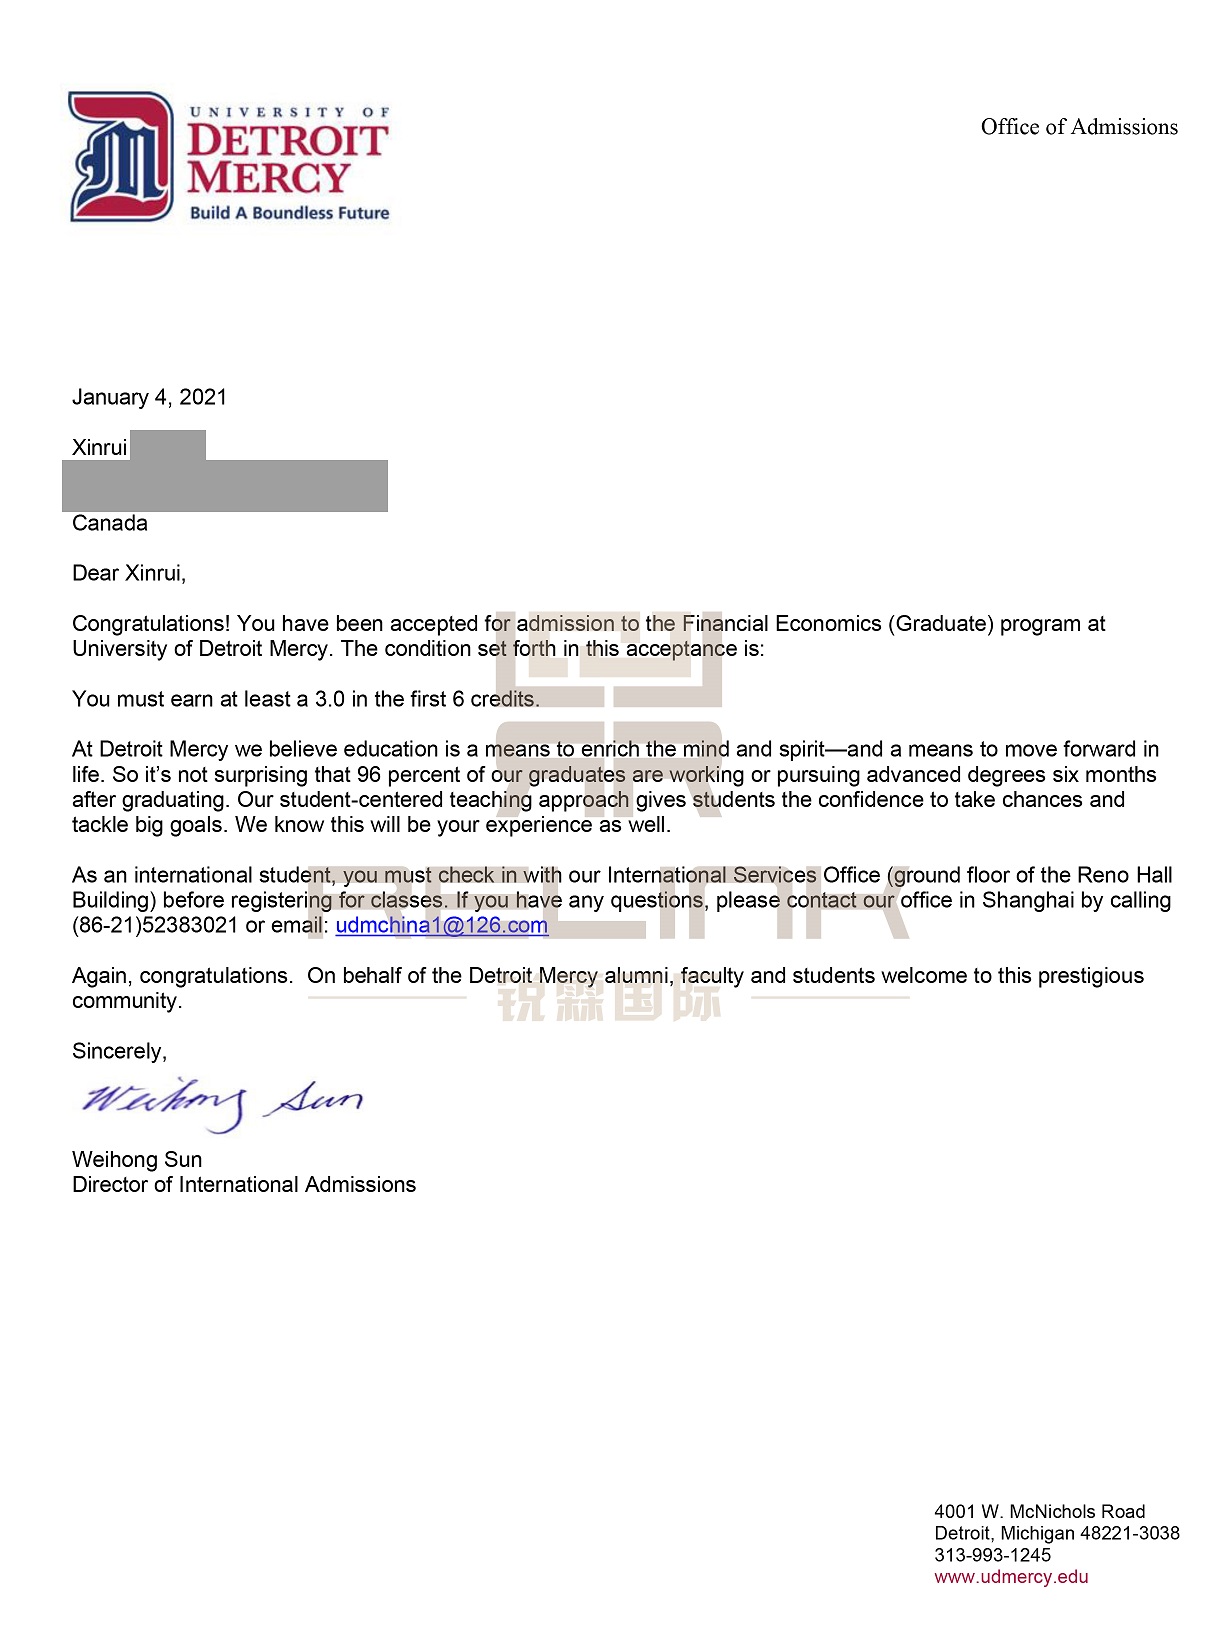 UNIVERSITY OF
DETROIT
MERCY
Build A Boundless Future
Office of Admissions
January 4, 2021
Xinrui
Canada
Dear Xinrui,
Congratulations! You have been accepted for admission to the Financial Economics (Graduate) program at
University of Detroit Mercy. The condition set forth in this acceptance is:
You must earn at least a 3.0 in the first 6 credits.
At Detroit Mercy we believe education is a means to enrich the mind and spirit—and a means to move forward in
life. So it’s not surprising that 96 percent of our graduates are working or pursuing advanced degrees six months
after graduating. Our student-centered teaching approach gives students the confidence to take chances and
tackle big goals. We know this will be your experience as well.
As an international student, you must check in with our International Services Office (ground floor of the Reno Hall
Building) before registering for classes. If you have any questions, please contact our office in Shanghai by calling
(86-21)52383021 or email: udmchina1@126.com
RELINK
Again, congratulations.  On behalf of the Detroit Mercy alumni, faculty and students welcome to this prestigious
community.
锐霖国际
Sincerely,
Weihong Sun
Weihong Sun
Director of International Admissions
4001 W. McNichols Road
Detroit, Michigan 48221-3038
313-993-1245
www.udmercy.edu